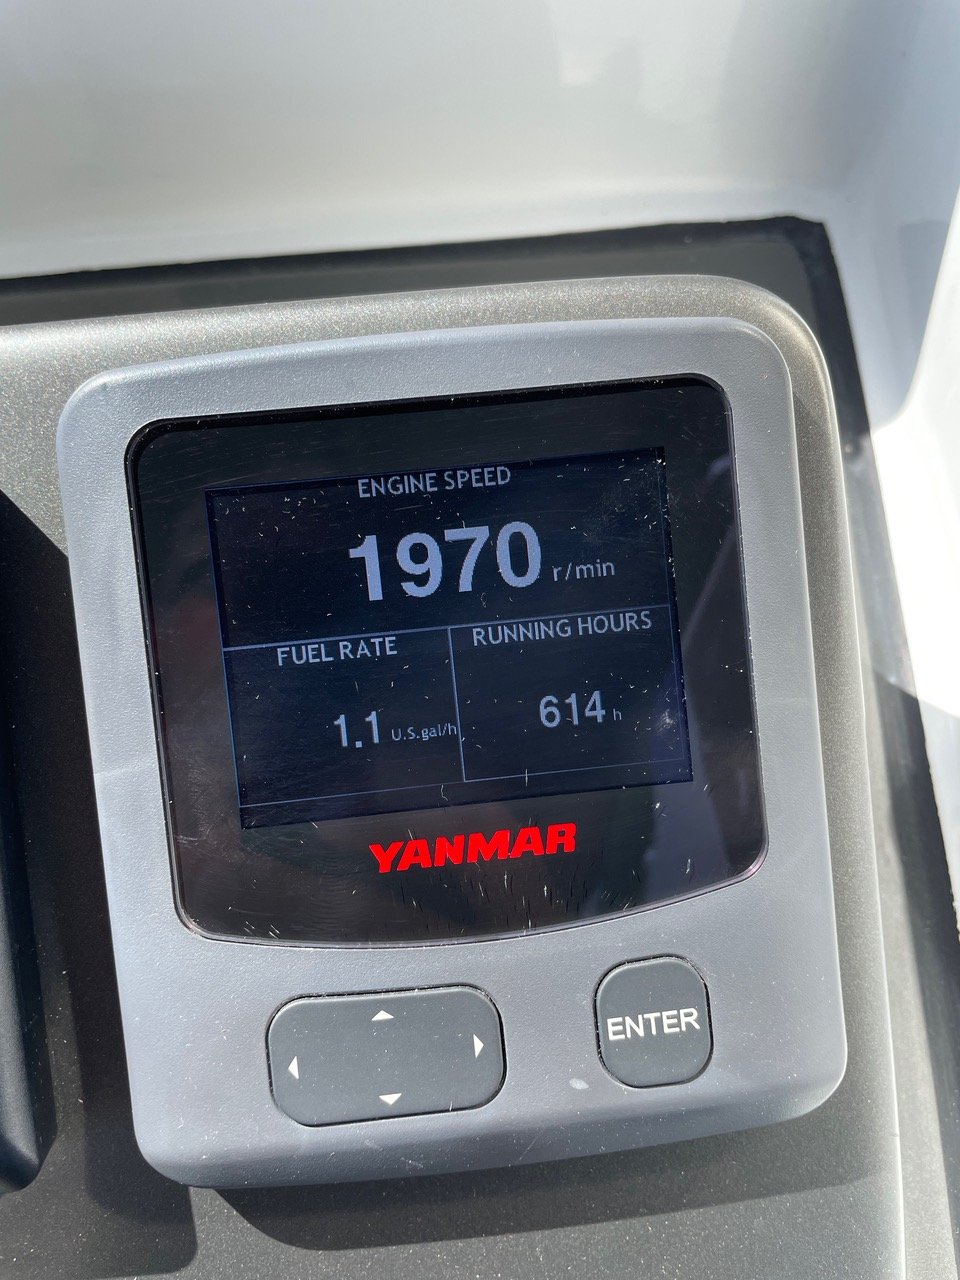 ENGINE SPEED
1970 r/min
FUEL RATE
1.1 U.S.gal/h
RUNNING HOURS
614 h
YANMAR
ENTER